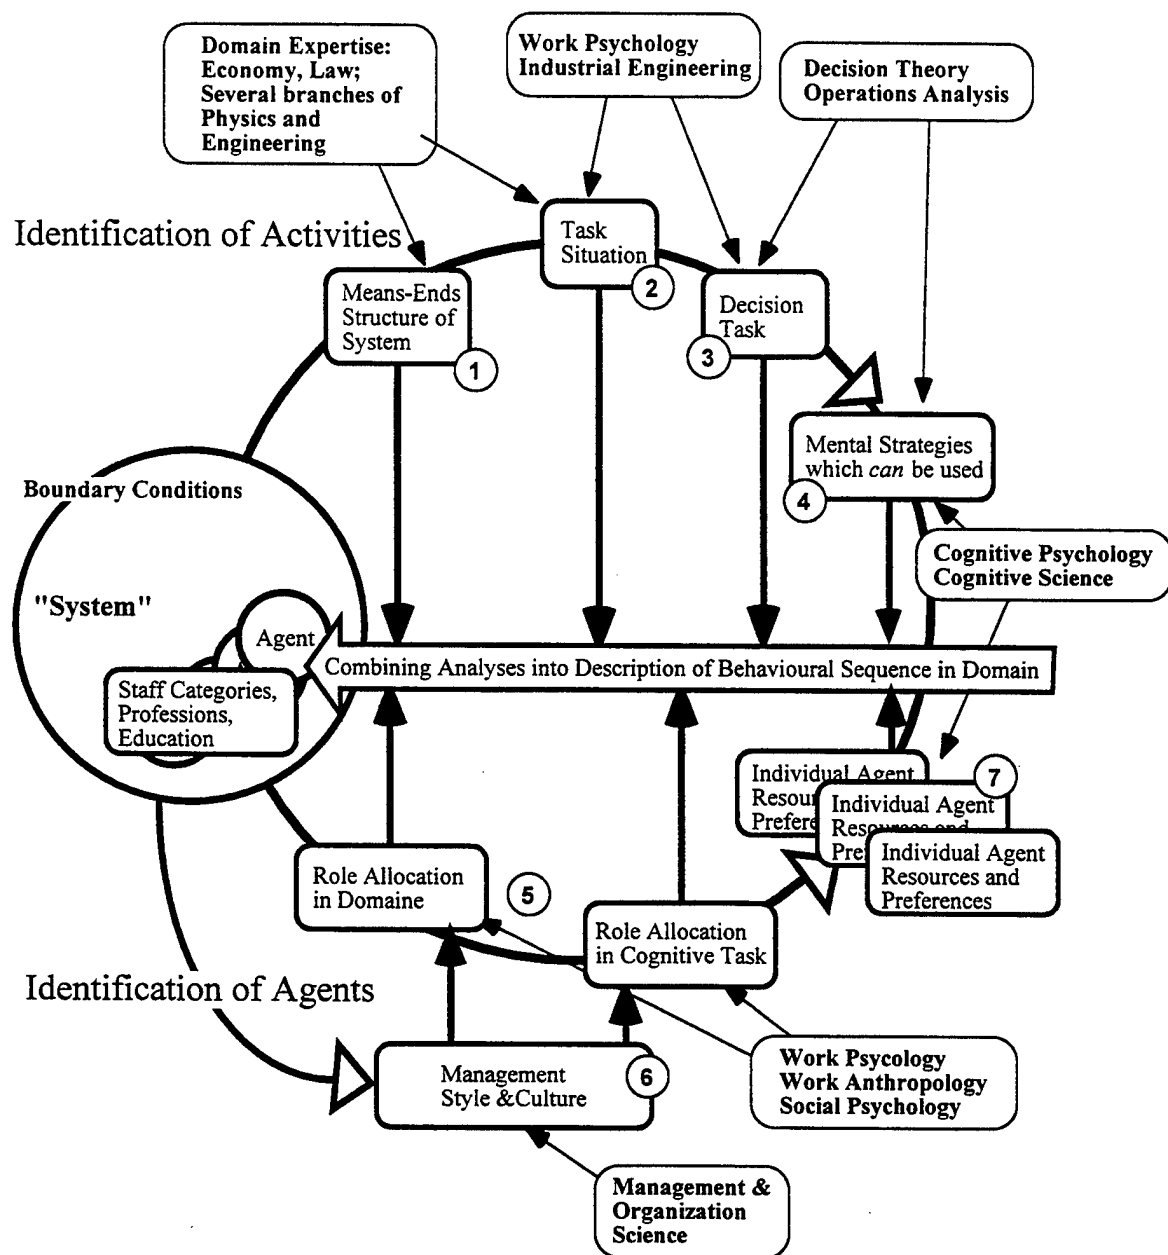 Domain Expertise:
Economy, Law;
Several branches of
Physics and
Engineering
Work Psychology
Industrial Engineering
Decision Theory
Operations Analysis
Identification of Activities
Task
Situation
2
Means-Ends
Structure of
System
1
Decision
Task
3
Mental Strategies
which can be used
4
Boundary Conditions
"System"
Agent
Staff Categories,
Professions,
Education
Cognitive Psychology
Cognitive Science
Combining Analyses into Description of Behavioural Sequence in Domain
Individual Agent
Resour
Prefere
7
Individual Agent
Resources and
Pref
Individual Agent
Resources and
Preferences
Role Allocation
in Domaine
5
Role Allocation
in Cognitive Task
Identification of Agents
Management
Style &Culture
6
Work Psycology
Work Anthropology
Social Psychology
Management &
Organization
Science